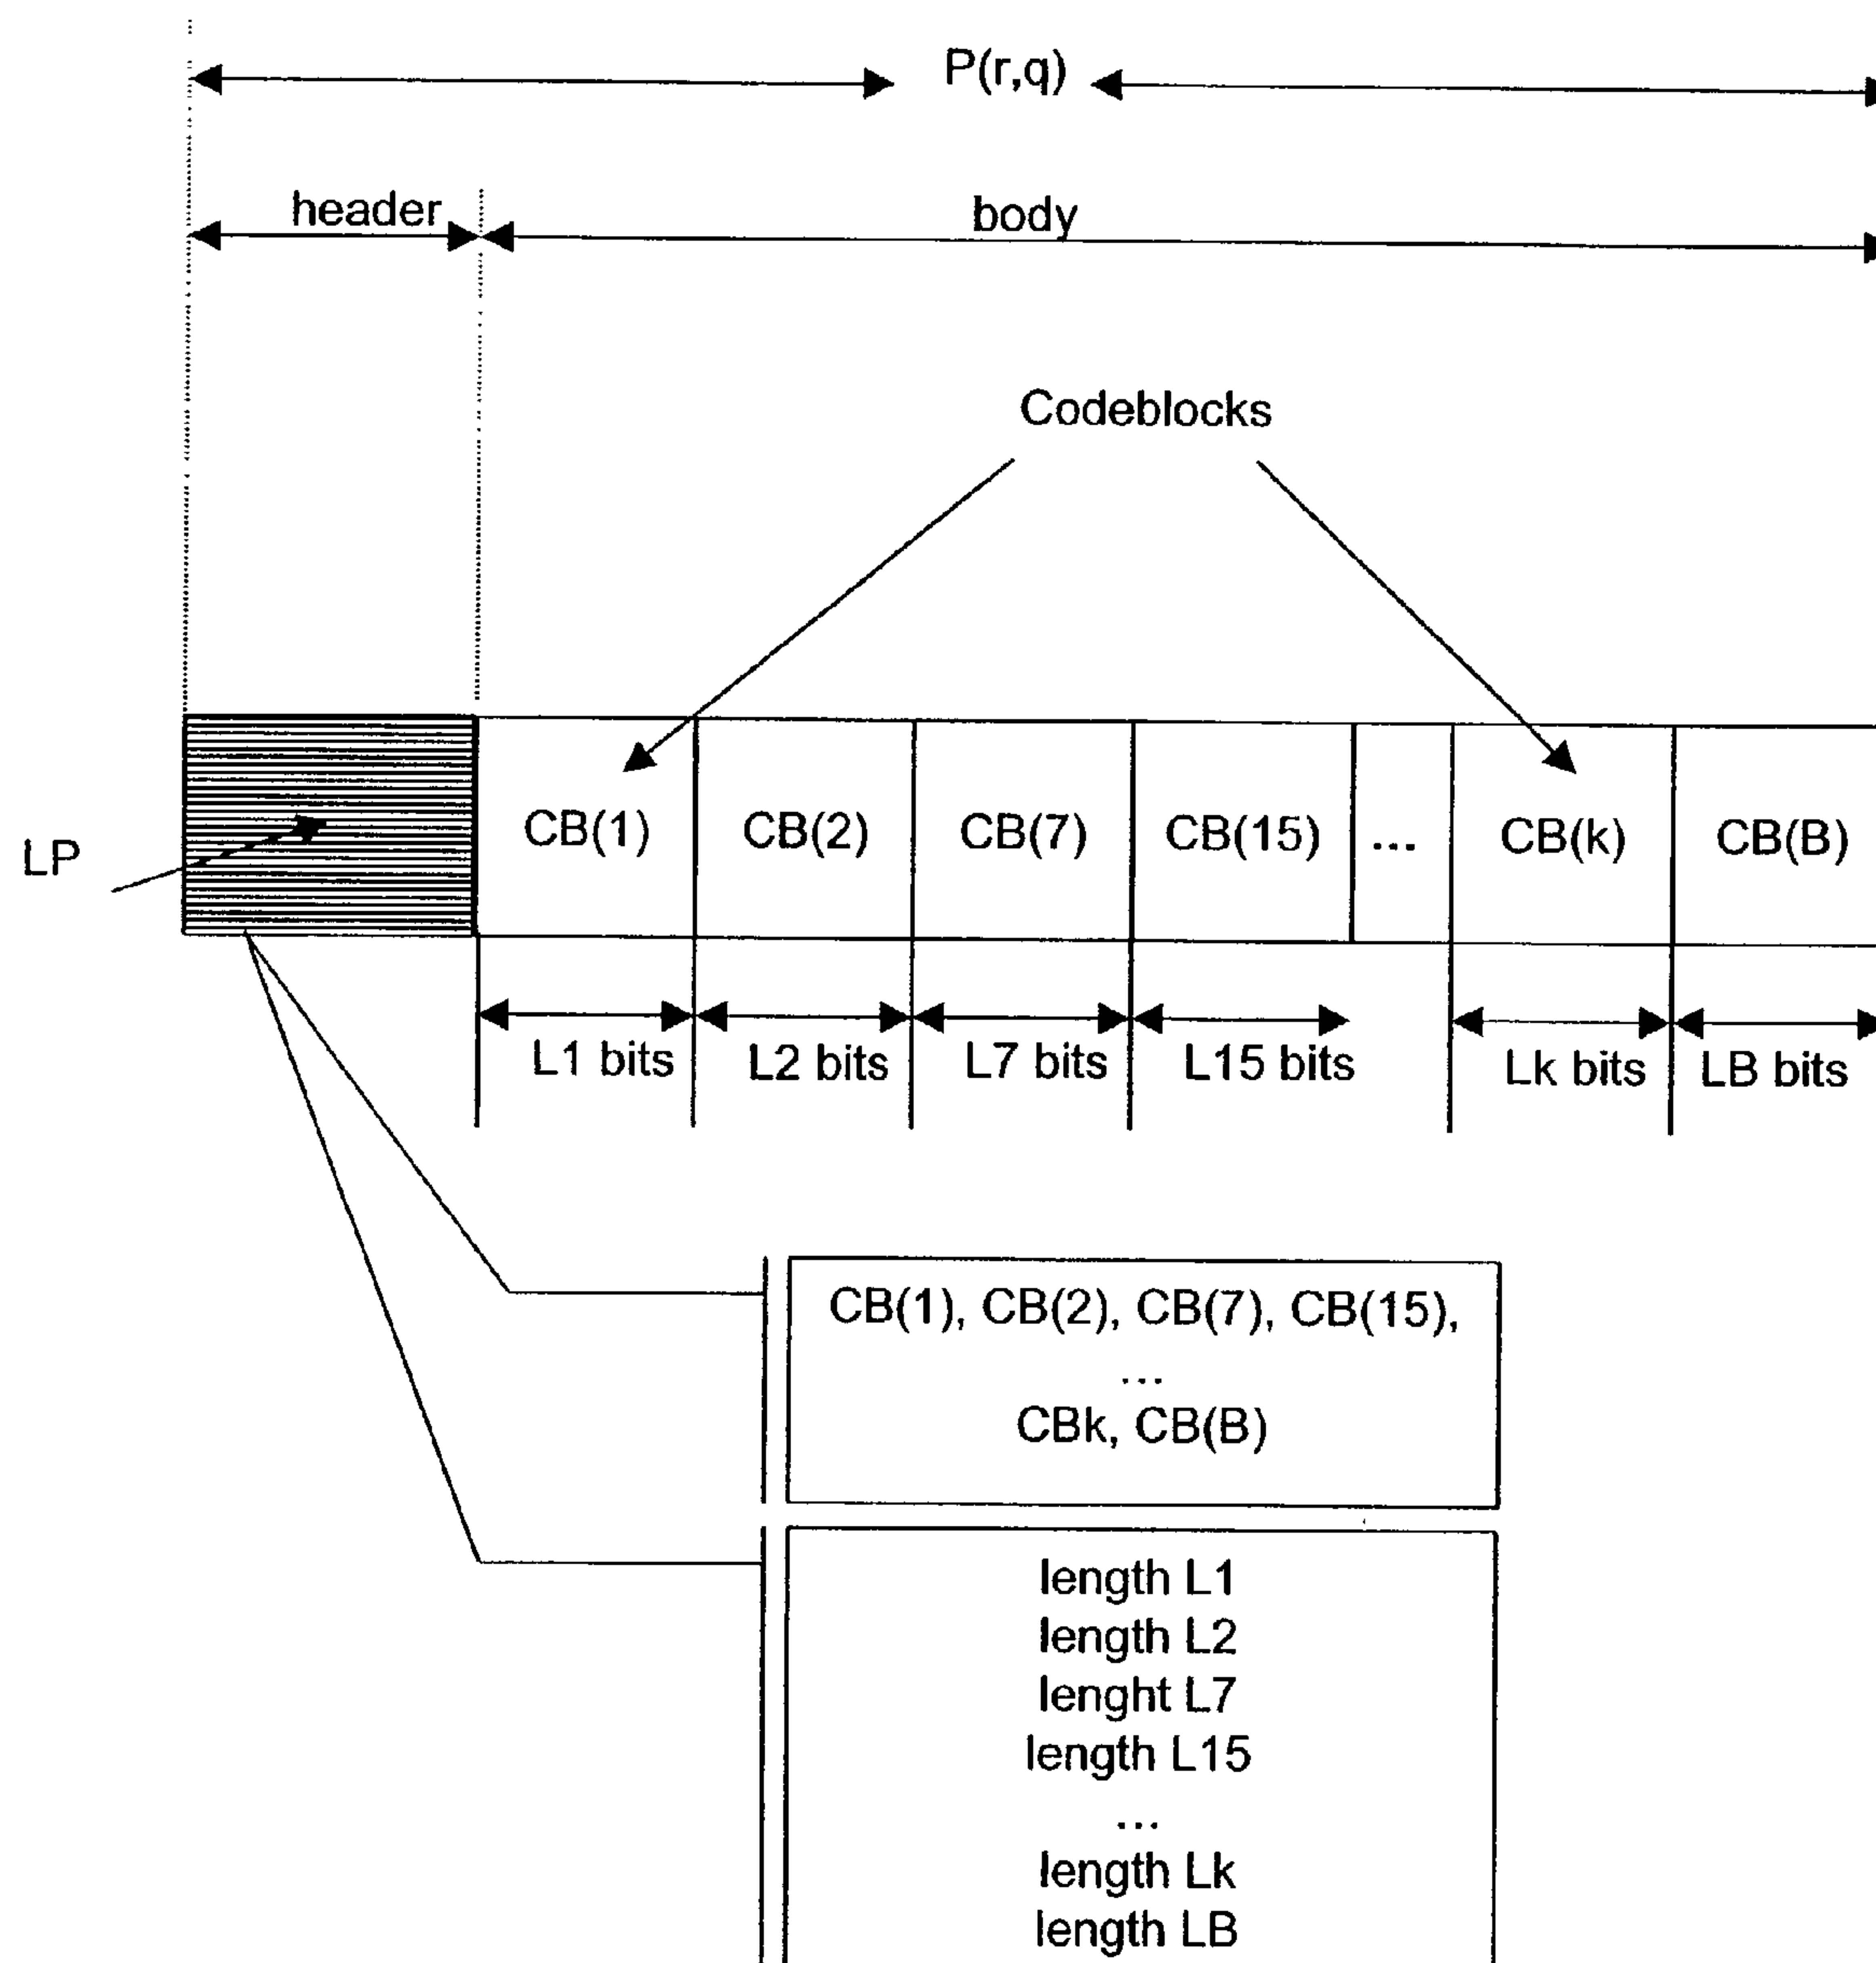 P(r,q)
header
body
Codeblocks
LP
CB(1)
CB(2)
CB(7)
CB(15)
...
CB(k)
CB(B)
L1 bits
L2 bits
L7 bits
L15 bits
Lk bits
LB bits
CB(1), CB(2), CB(7), CB(15),
...
CBk, CB(B)
length L1
length L2
lenght L7
length L15
...
length Lk
length LB